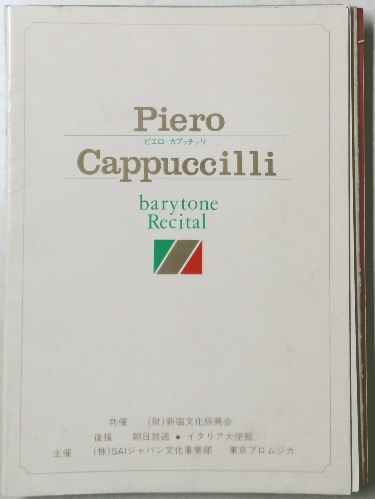 Piero
ピエロ・カプッチッリ
Cappuccilli
barytone
Recital
共催 (財)新宿文化振興会
後援 朝日放送 ● イタリア大使館
主催 (株)SAIジャパン文化事業部 東京プロムジカ